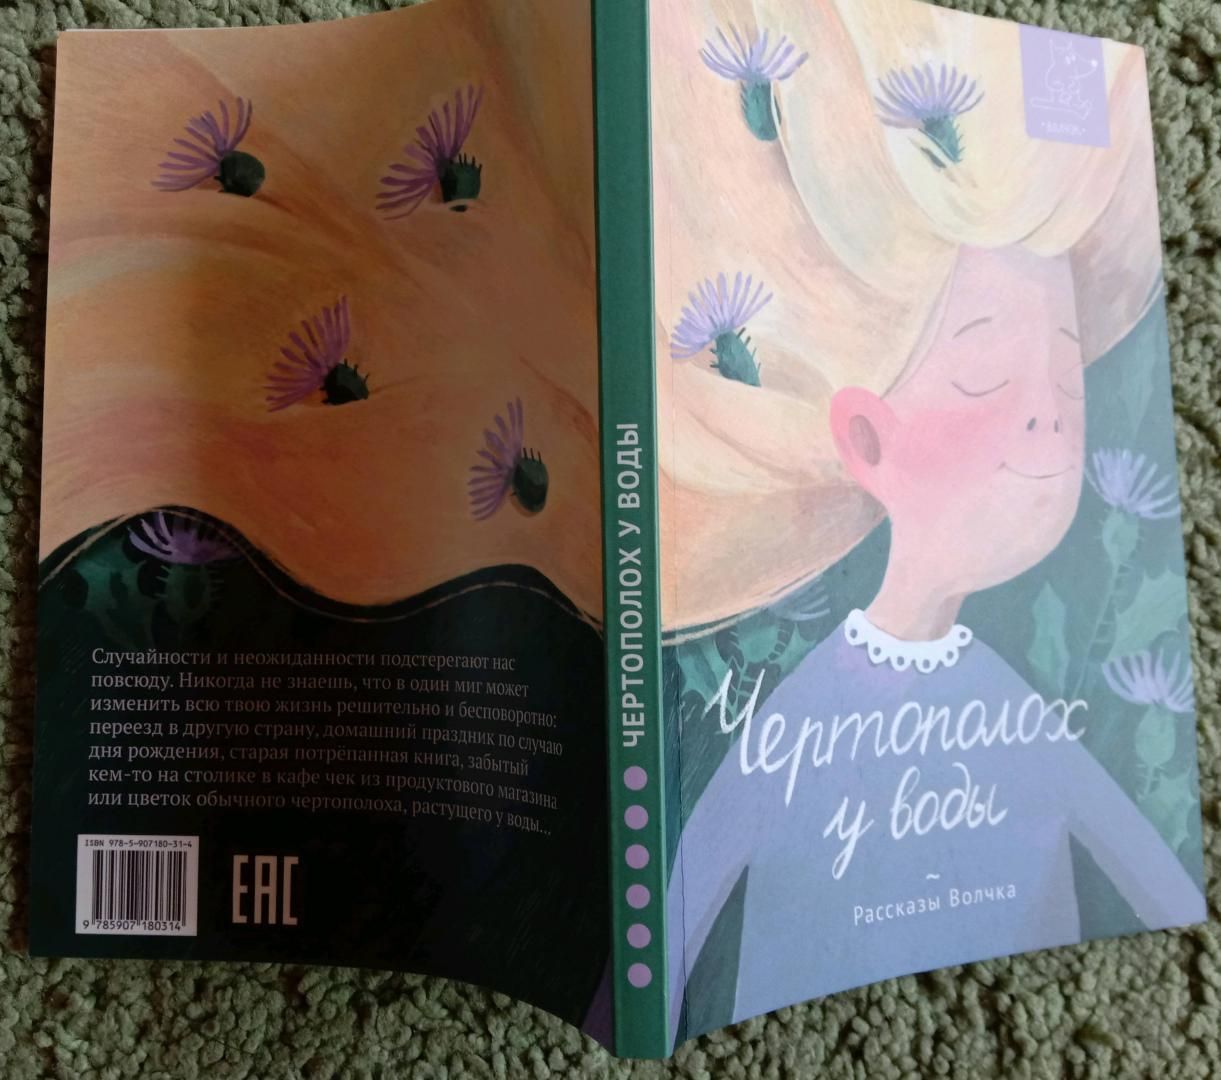 Случайности и неожиданности подстерегают нас
повсюду. Никогда не знаешь, что в один миг может
изменить всю твою жизнь решительно и бесповоротно:
переезд в другую страну, домашний праздник по случаю
дня рождения, старая потрёпанная книга, забытый
кем-то на столике в кафе чек из продуктового магазина
или цветок обычного чертополоха, растущего у воды...
ISBN 978-5-907180-31-4
9 785907 180314
EAC
ЧЕРТОПОЛОХ У ВОДЫ
•ВОЛЧОК•
Чертополох
у воды
~
Рассказы Волчка